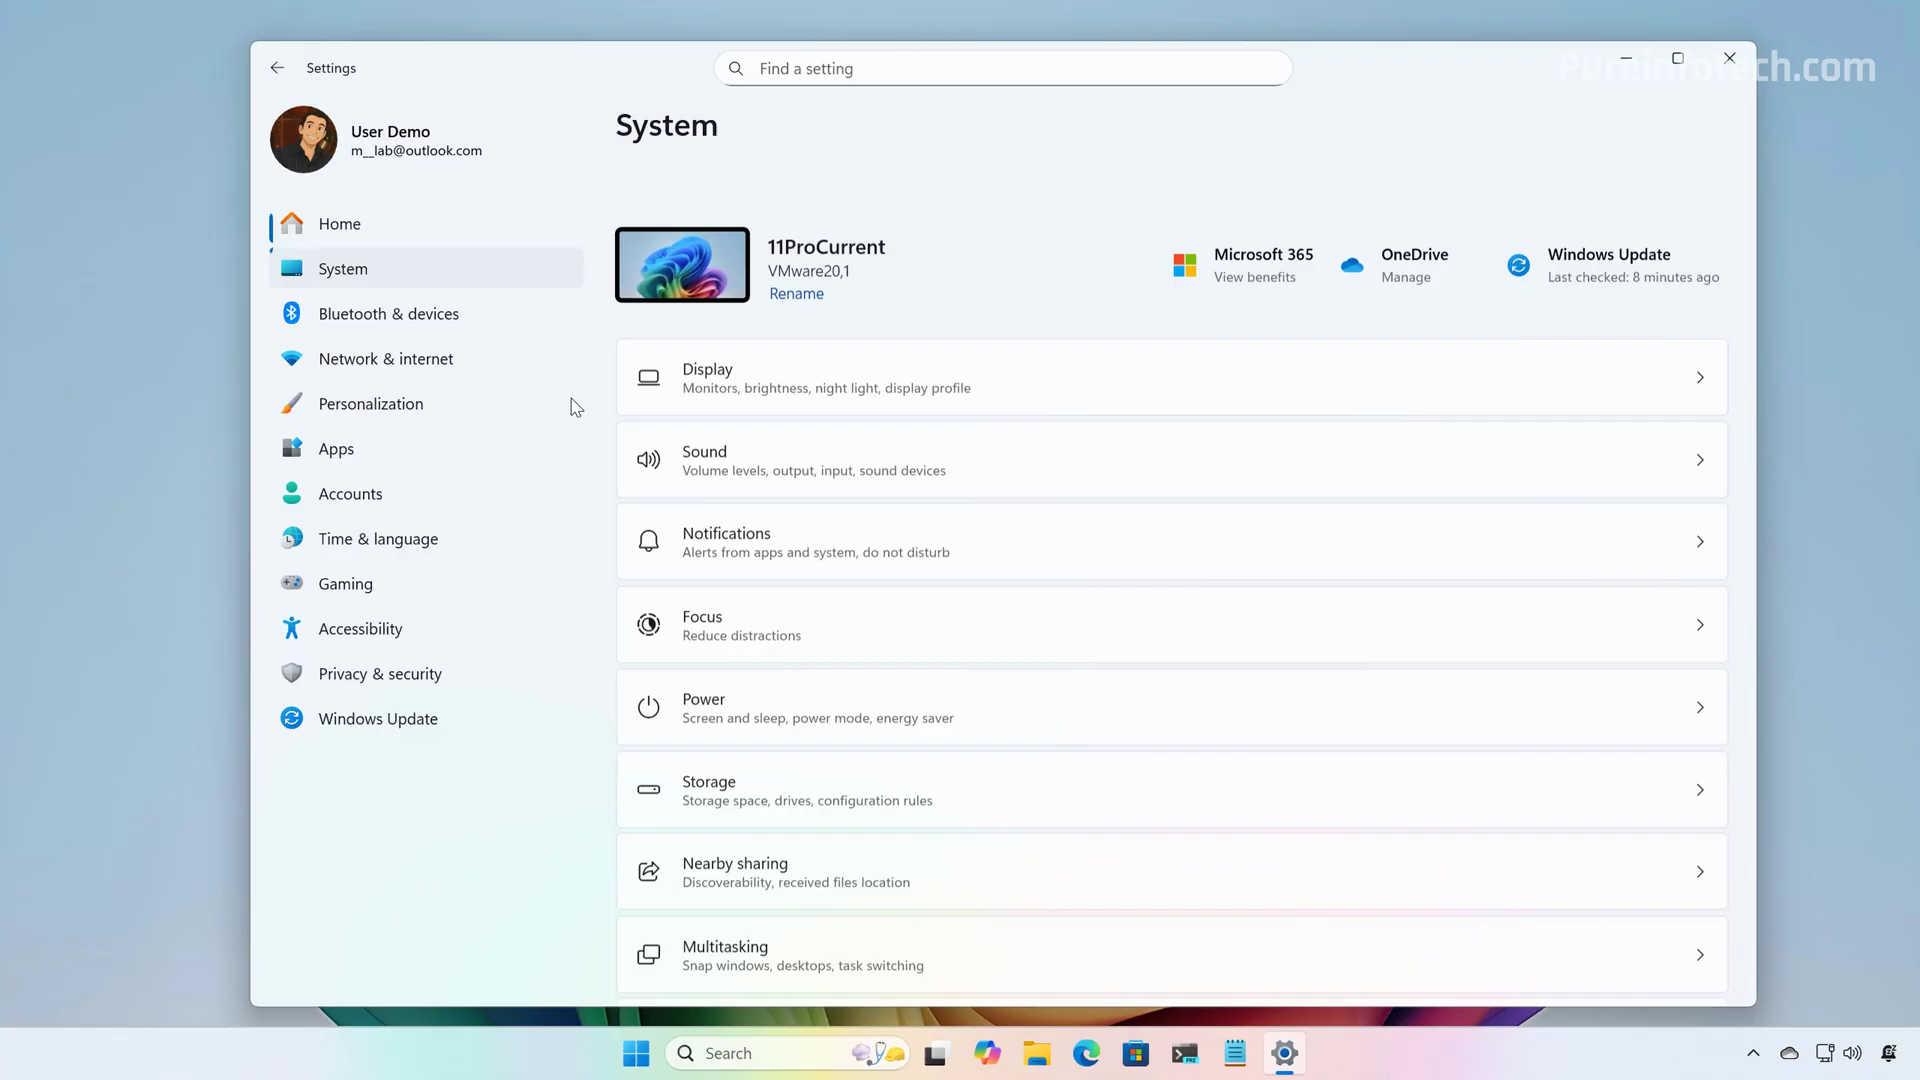 Settings
Find a setting
PureInfotech.com
User Demo
m__lab@outlook.com
Home
System
Bluetooth & devices
Network & internet
Personalization
Apps
Accounts
Time & language
Gaming
Accessibility
Privacy & security
Windows Update
System
11ProCurrent
VMware20,1
Rename
Microsoft 365
View benefits
OneDrive
Manage
Windows Update
Last checked: 8 minutes ago
Display
Monitors, brightness, night light, display profile
Sound
Volume levels, output, input, sound devices
Notifications
Alerts from apps and system, do not disturb
Focus
Reduce distractions
Power
Screen and sleep, power mode, energy saver
Storage
Storage space, drives, configuration rules
Nearby sharing
Discoverability, received files location
Multitasking
Snap windows, desktops, task switching
Search
PRE